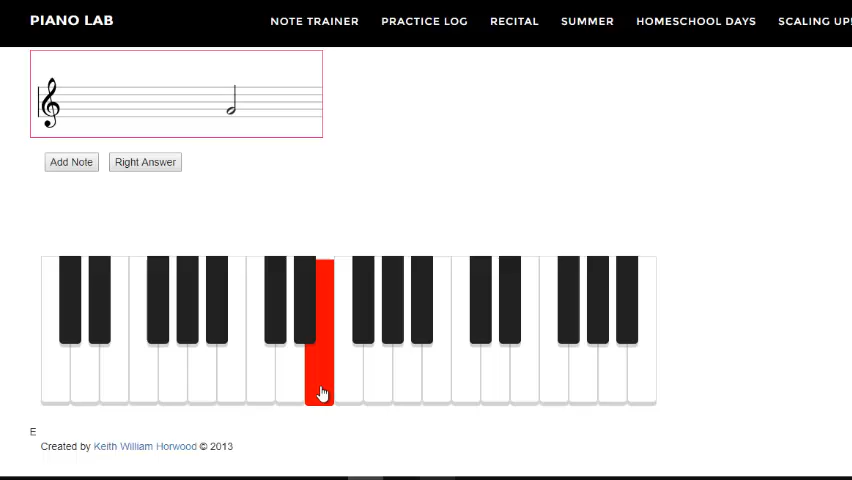 PIANO LAB NOTE TRAINER PRACTICE LOG RECITAL SUMMER HOMESCHOOL DAYS SCALING UP!
Add Note Right Answer
E
Created by Keith William Horwood © 2013